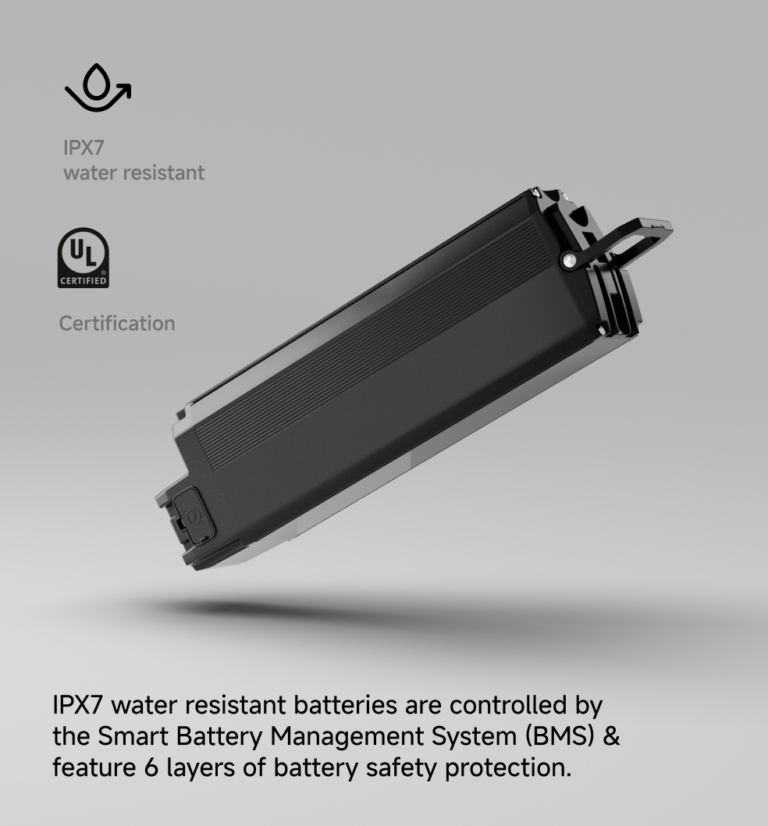 IPX7
water resistant
UL
CERTIFIED
®
Certification
IPX7 water resistant batteries are controlled by
the Smart Battery Management System (BMS) &
feature 6 layers of battery safety protection.